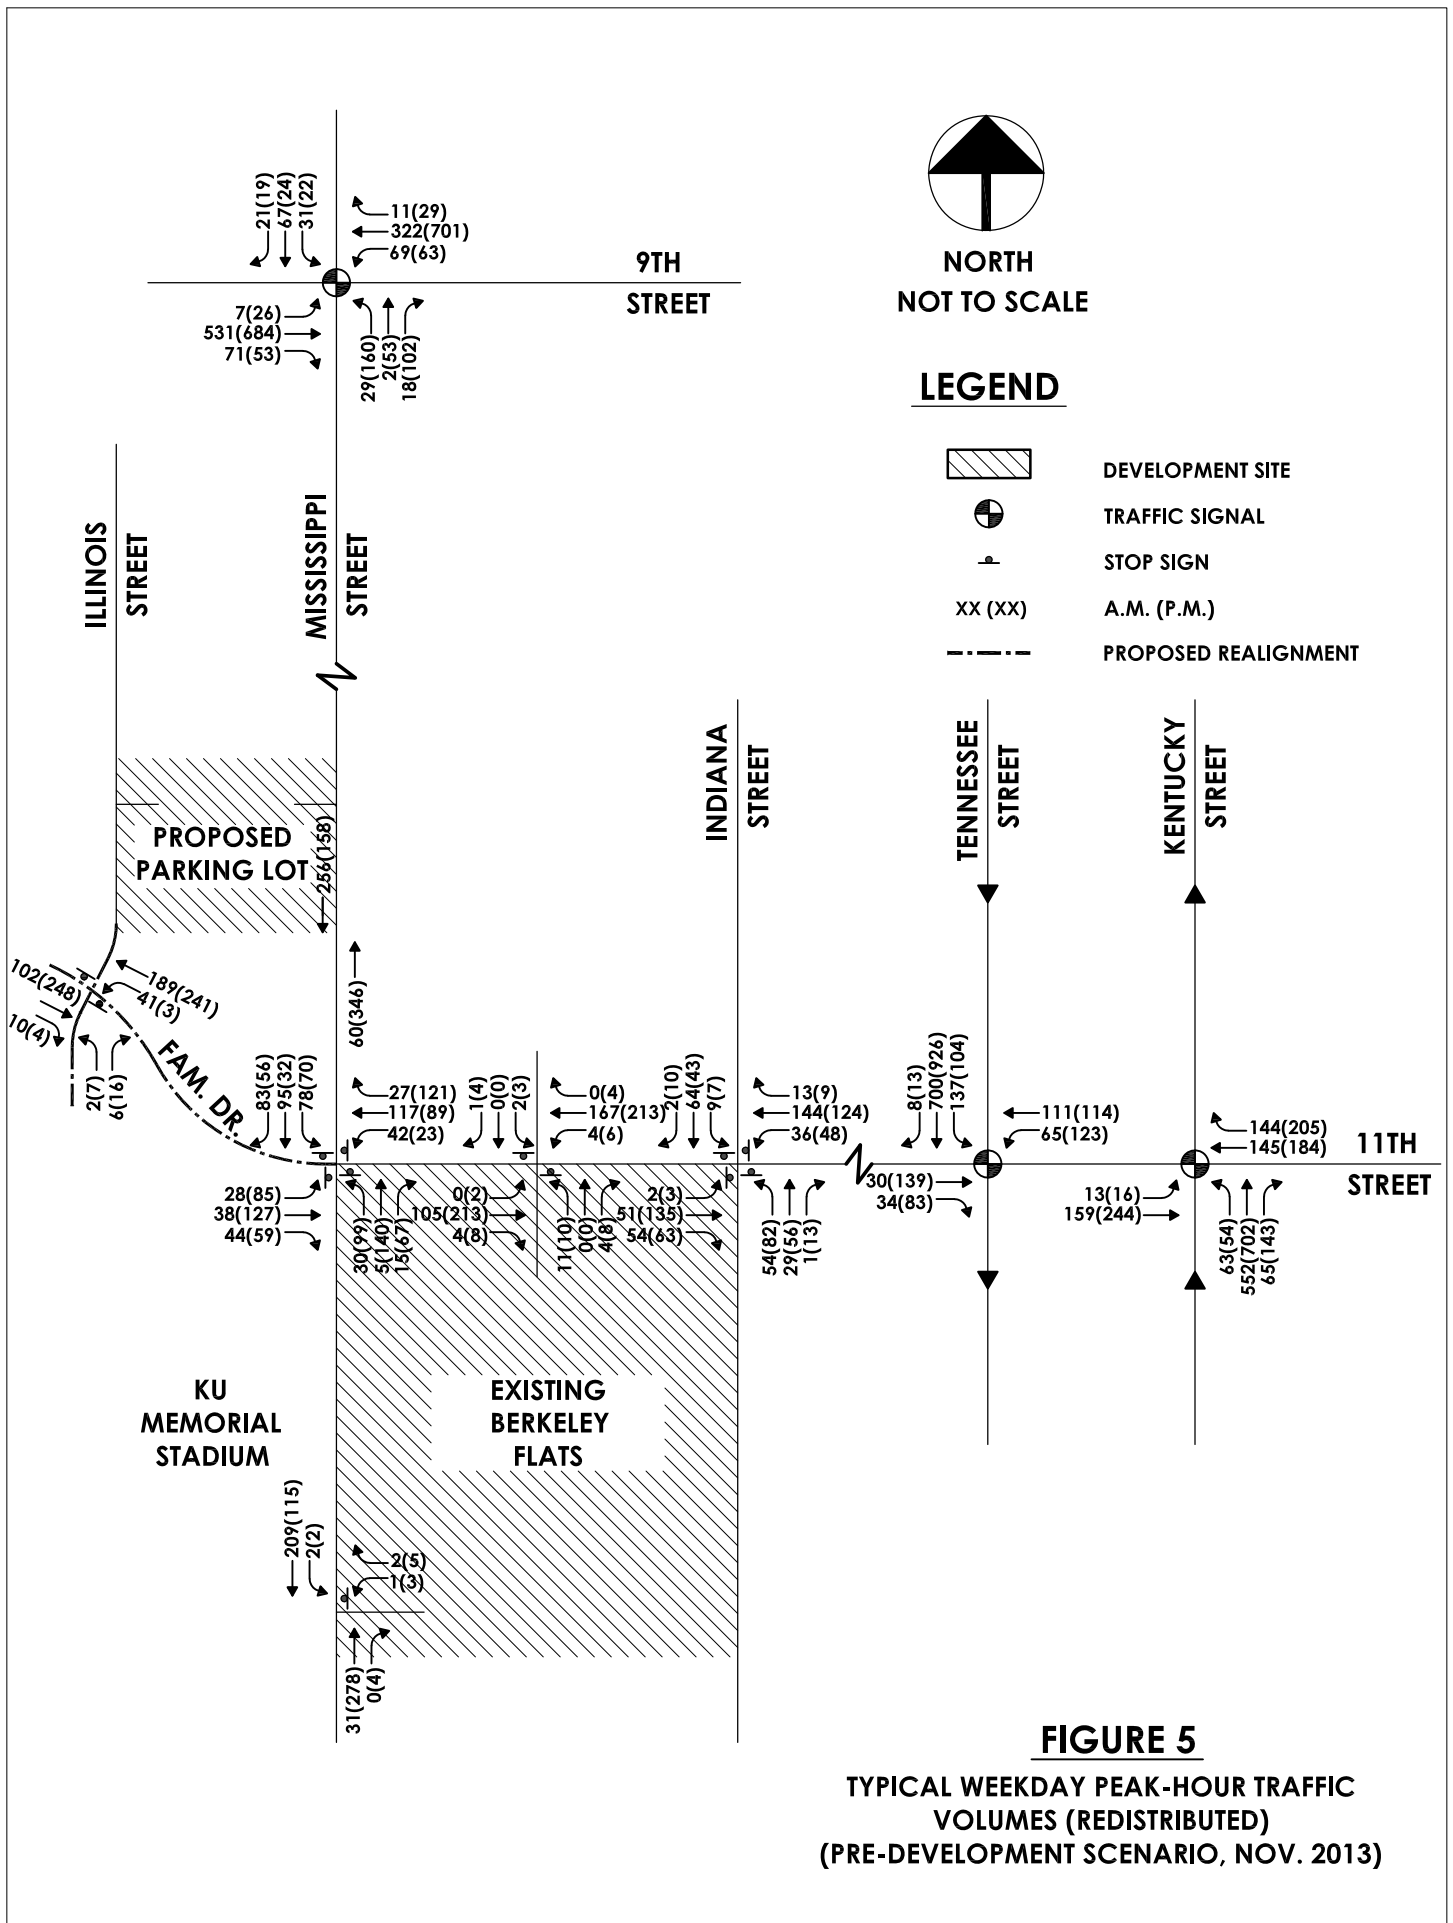 21(19)
67(24)
31(22)
11(29)
322(701)
69(63)
7(26)
531(684)
71(53)
29(160)
2(53)
18(102)
9TH
STREET
NORTH
NOT TO SCALE
LEGEND
DEVELOPMENT SITE
TRAFFIC SIGNAL
STOP SIGN
XX (XX) A.M. (P.M.)
PROPOSED REALIGNMENT
ILLINOIS
STREET
MISSISSIPPI
STREET
INDIANA
STREET
TENNESSEE
STREET
KENTUCKY
STREET
PROPOSED
PARKING LOT
256(158)
60(346)
102(248)
10(4)
189(241)
41(3)
2(7)
6(16)
FAM. DR.
83(56)
95(32)
78(70)
27(121)
117(89)
42(23)
28(85)
38(127)
44(59)
30(99)
5(140)
15(67)
1(4)
0(0)
2(3)
0(4)
167(213)
4(6)
0(2)
105(213)
4(8)
11(10)
0(0)
4(8)
2(10)
64(43)
9(7)
13(9)
144(124)
36(48)
2(3)
51(135)
54(63)
54(82)
29(56)
1(13)
8(13)
700(926)
137(104)
111(114)
65(123)
30(139)
34(83)
144(205)
145(184)
13(16)
159(244)
63(54)
552(702)
65(143)
11TH
STREET
KU
MEMORIAL
STADIUM
EXISTING
BERKELEY
FLATS
209(115)
2(2)
2(5)
1(3)
31(278)
0(4)
FIGURE 5
TYPICAL WEEKDAY PEAK-HOUR TRAFFIC
VOLUMES (REDISTRIBUTED)
(PRE-DEVELOPMENT SCENARIO, NOV. 2013)